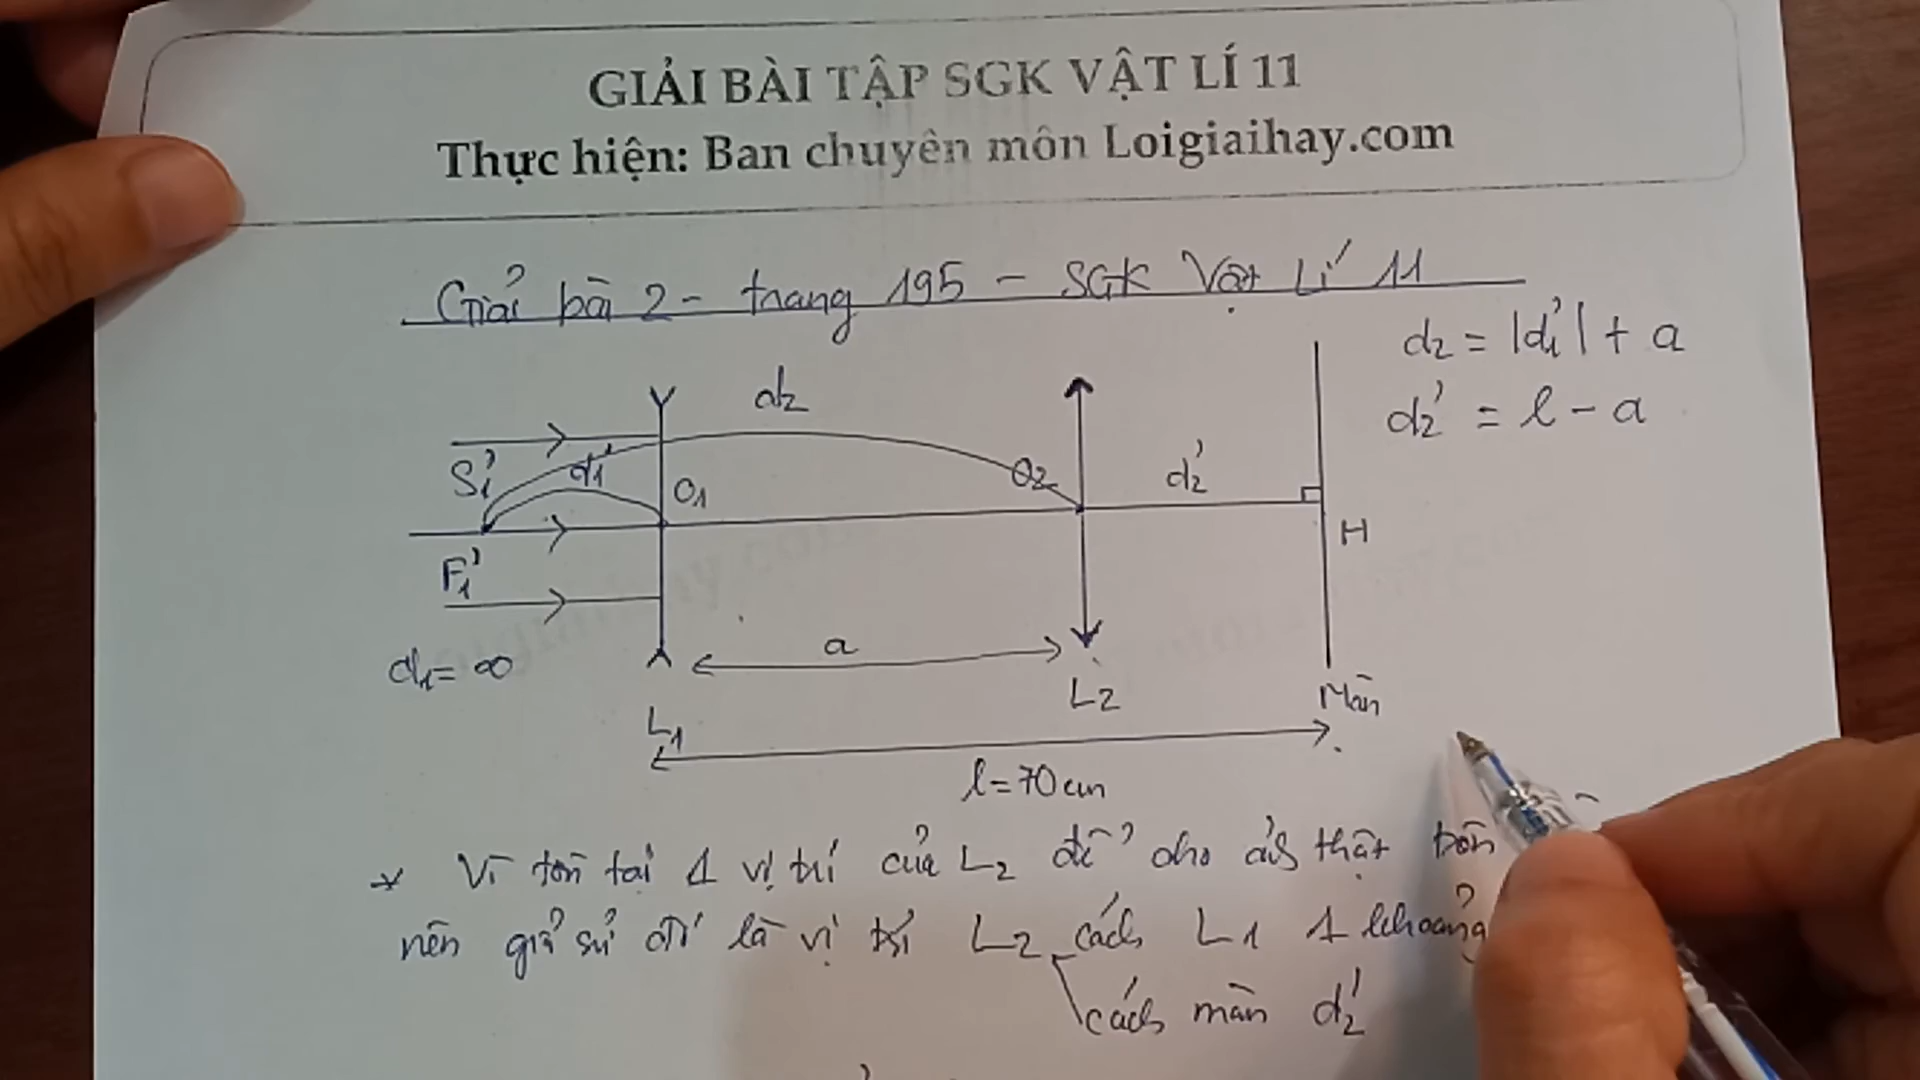 GIẢI BÀI TẬP SGK VẬT LÍ 11
Thực hiện: Ban chuyên môn Loigiaihay.com
Giải bài 2 - trang 195 - SGK Vật Lí 11
d₂ = |d₁'| + a
d₂' = l - a
d₂
S₁'
d₁'
O₁
O₂
d₂'
H
F₁'
d₁ = ∞
a
L₁
L₂
Màn
l = 70cm
* Vì tồn tại 1 vị trí của L₂ để cho ảnh thật trên
nên giả sử đó là vị trí L₂ cách L₁ 1 khoảng
cách màn d₂'